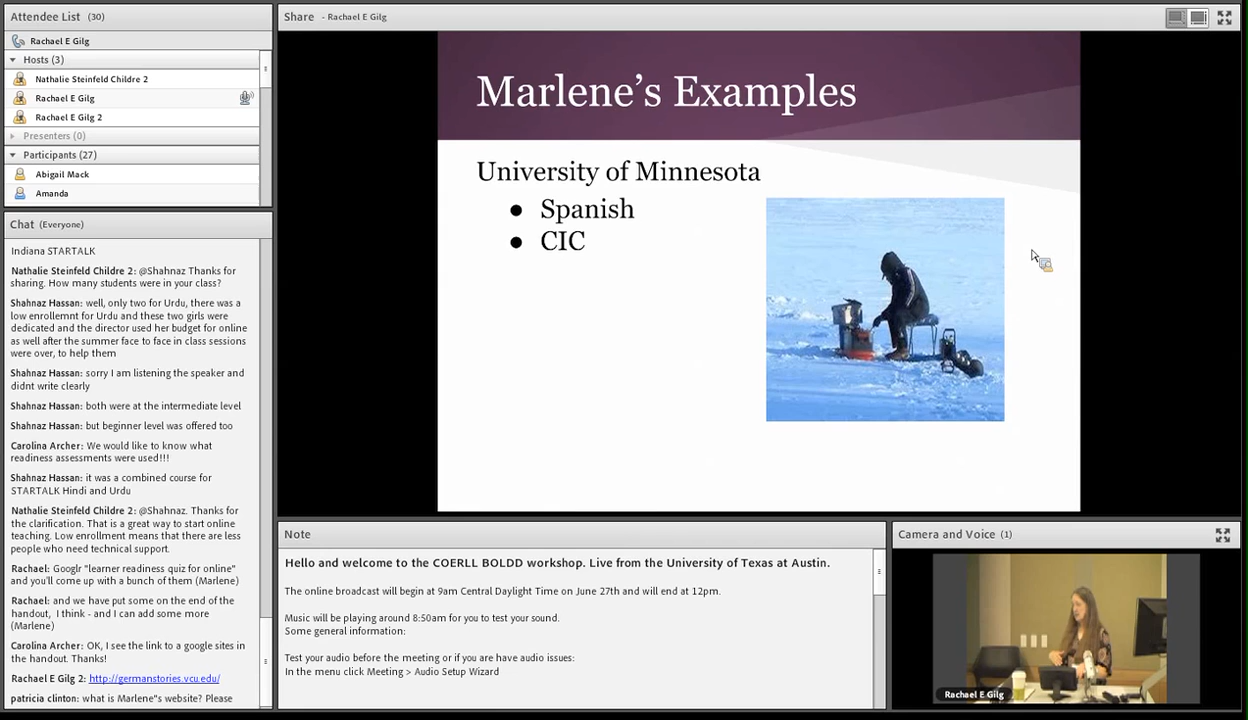 Attendee List (30)
Rachael E Gilg
Hosts (3)
Nathalie Steinfeld Childre 2
Rachael E Gilg
Rachael E Gilg 2
Presenters (0)
Participants (27)
Abigail Mack
Amanda
Chat (Everyone)
Indiana STARTALK
Nathalie Steinfeld Childre 2: @Shahnaz Thanks for
sharing. How many students were in your class?
Shahnaz Hassan: well, only two for Urdu, there was a
low enrollemnt for Urdu and these two girls were
dedicated and the director used her budget for online
as well after the summer face to face in class sessions
were over, to help them
Shahnaz Hassan: sorry I am listening the speaker and
didnt write clearly
Shahnaz Hassan: both were at the intermediate level
Shahnaz Hassan: but beginner level was offered too
Carolina Archer: We would like to know what
readiness assessments were used!!!
Shahnaz Hassan: it was a combined course for
STARTALK Hindi and Urdu
Nathalie Steinfeld Childre 2: @Shahnaz. Thanks for
the clarification. That is a great way to start online
teaching. Low enrollment means that there are less
people who need technical support.
Rachael: Googlr "learner readiness quiz for online"
and you'll come up with a bunch of them (Marlene)
Rachael: and we have put some on the end of the
handout, I think - and I can add some more
(Marlene)
Carolina Archer: OK, I see the link to a google sites in
the handout. Thanks!
Rachael E Gilg 2: http://germanstories.vcu.edu/
patricia clinton: what is Marlene"s website? Please
Share - Rachael E Gilg
Marlene's Examples
University of Minnesota
● Spanish
● CIC
Note
Hello and welcome to the COERLL BOLDD workshop. Live from the University of Texas at Austin.
The online broadcast will begin at 9am Central Daylight Time on June 27th and will end at 12pm.
Music will be playing around 8:50am for you to test your sound.
Some general information:
Test your audio before the meeting or if you are have audio issues:
In the menu click Meeting > Audio Setup Wizard
Camera and Voice (1)
Rachael E Gilg